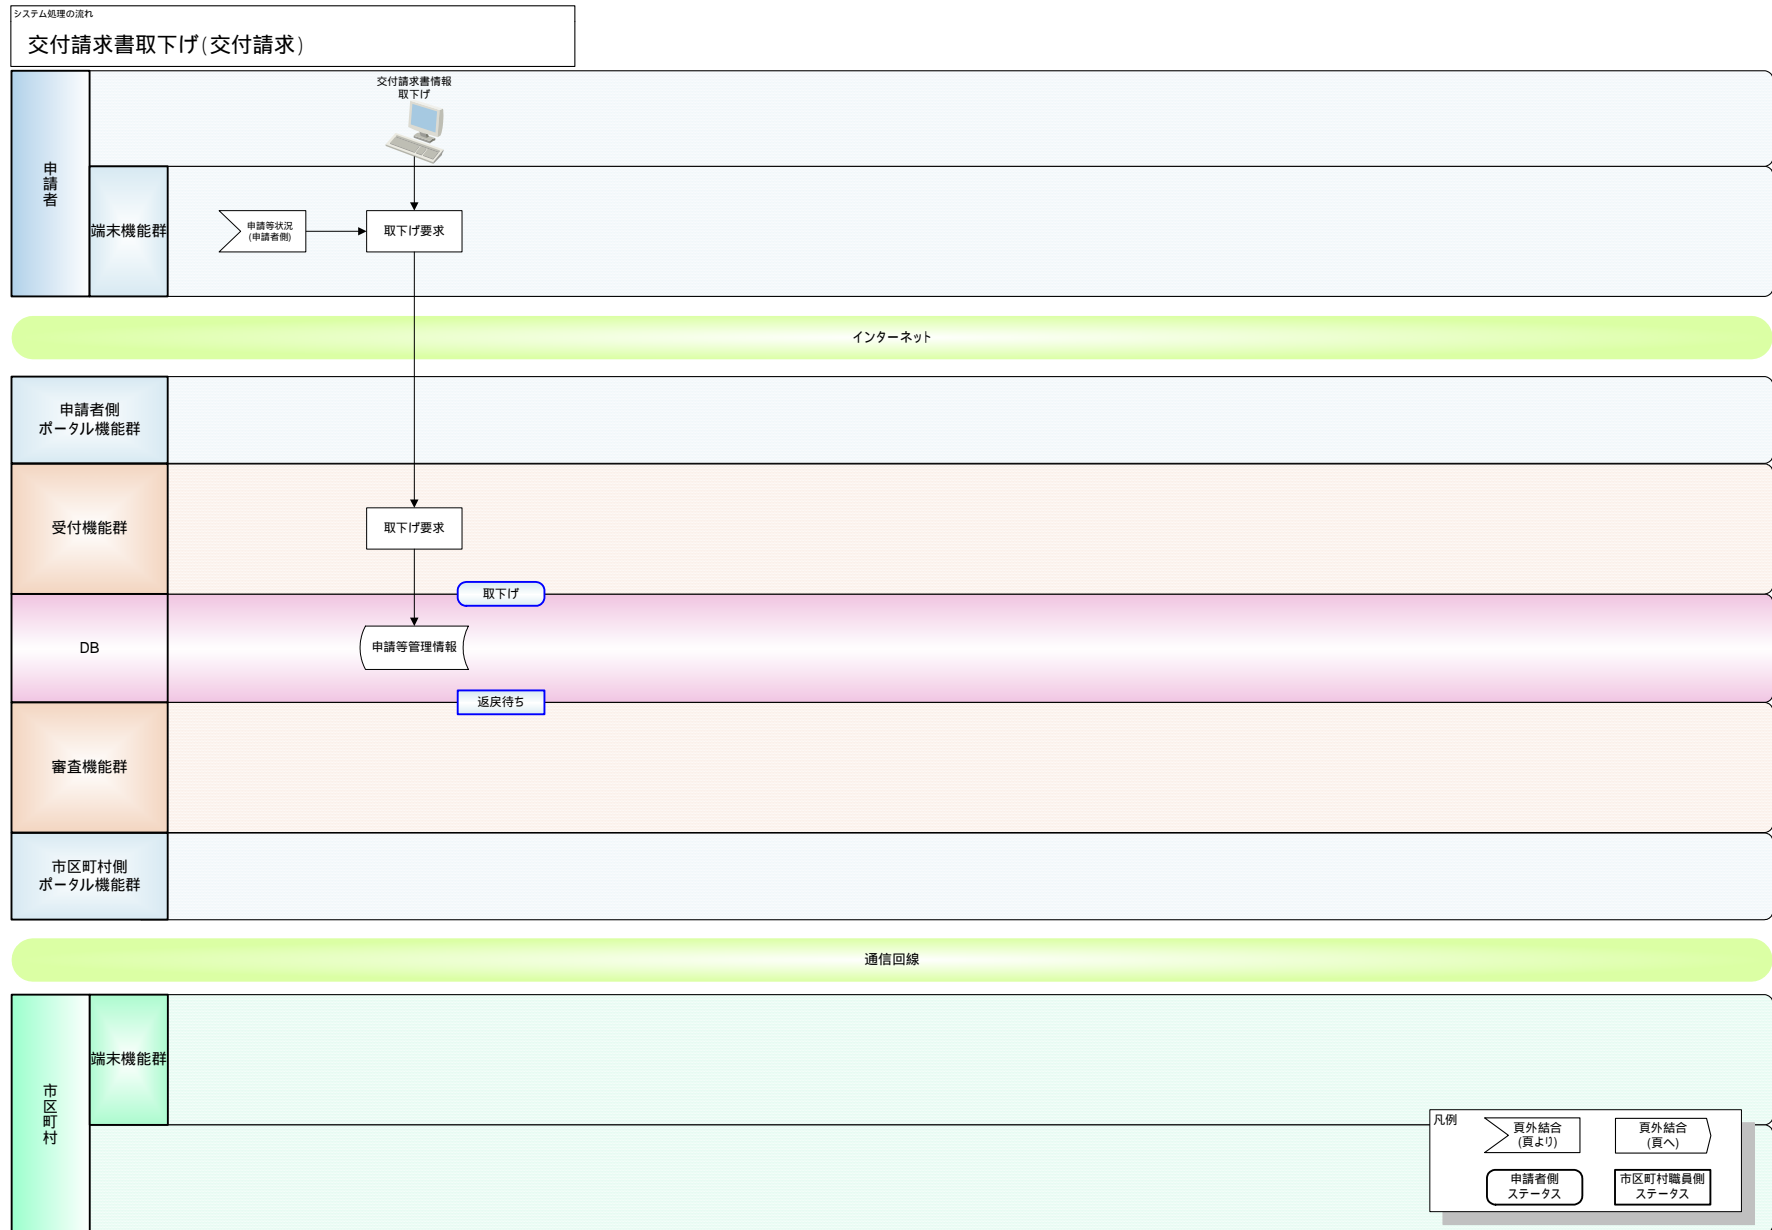 システム処理の流れ
交付請求書取下げ(交付請求)
交付請求書情報
取下げ
申請者
端末機能群
申請等状況
(申請者側)
取下げ要求
インターネット
申請者側
ポータル機能群
受付機能群
取下げ要求
取下げ
DB
申請等管理情報
返戻待ち
審査機能群
市区町村側
ポータル機能群
通信回線
市区町村
端末機能群
凡例
頁外結合
(頁より)
頁外結合
(頁へ)
申請者側
ステータス
市区町村職員側
ステータス